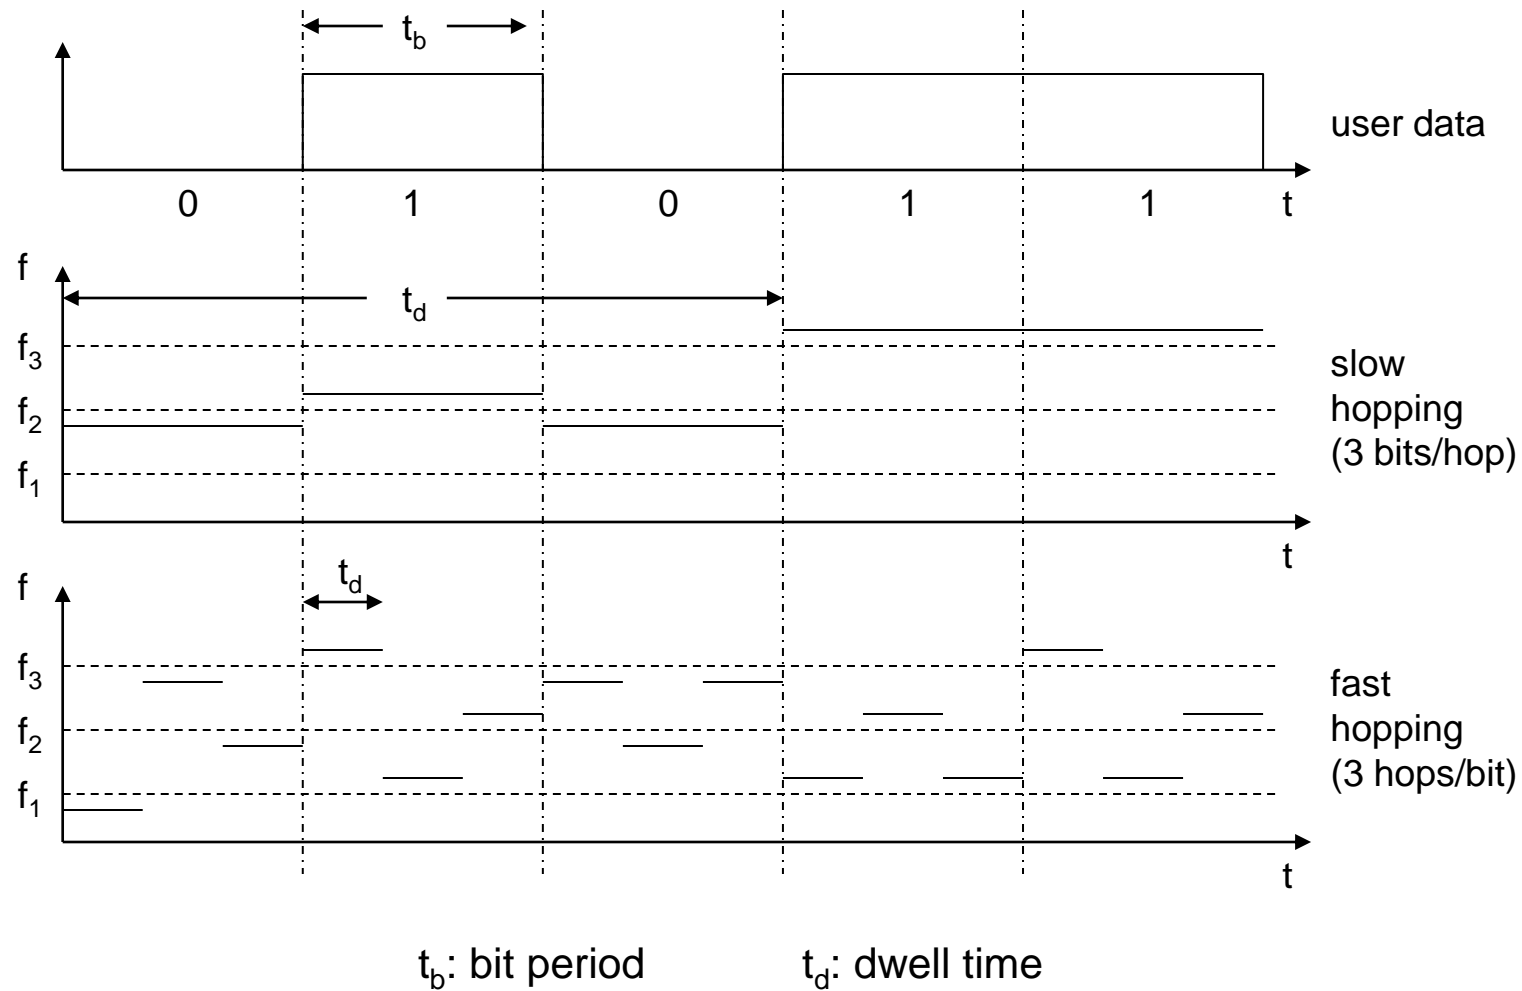 t_b
user data
0 1 0 1 1 t
f
t_d
f_3
slow
hopping
(3 bits/hop)
f_2
f_1
t
f
t_d
f_3
fast
hopping
(3 hops/bit)
f_2
f_1
t
t_b: bit period t_d: dwell time